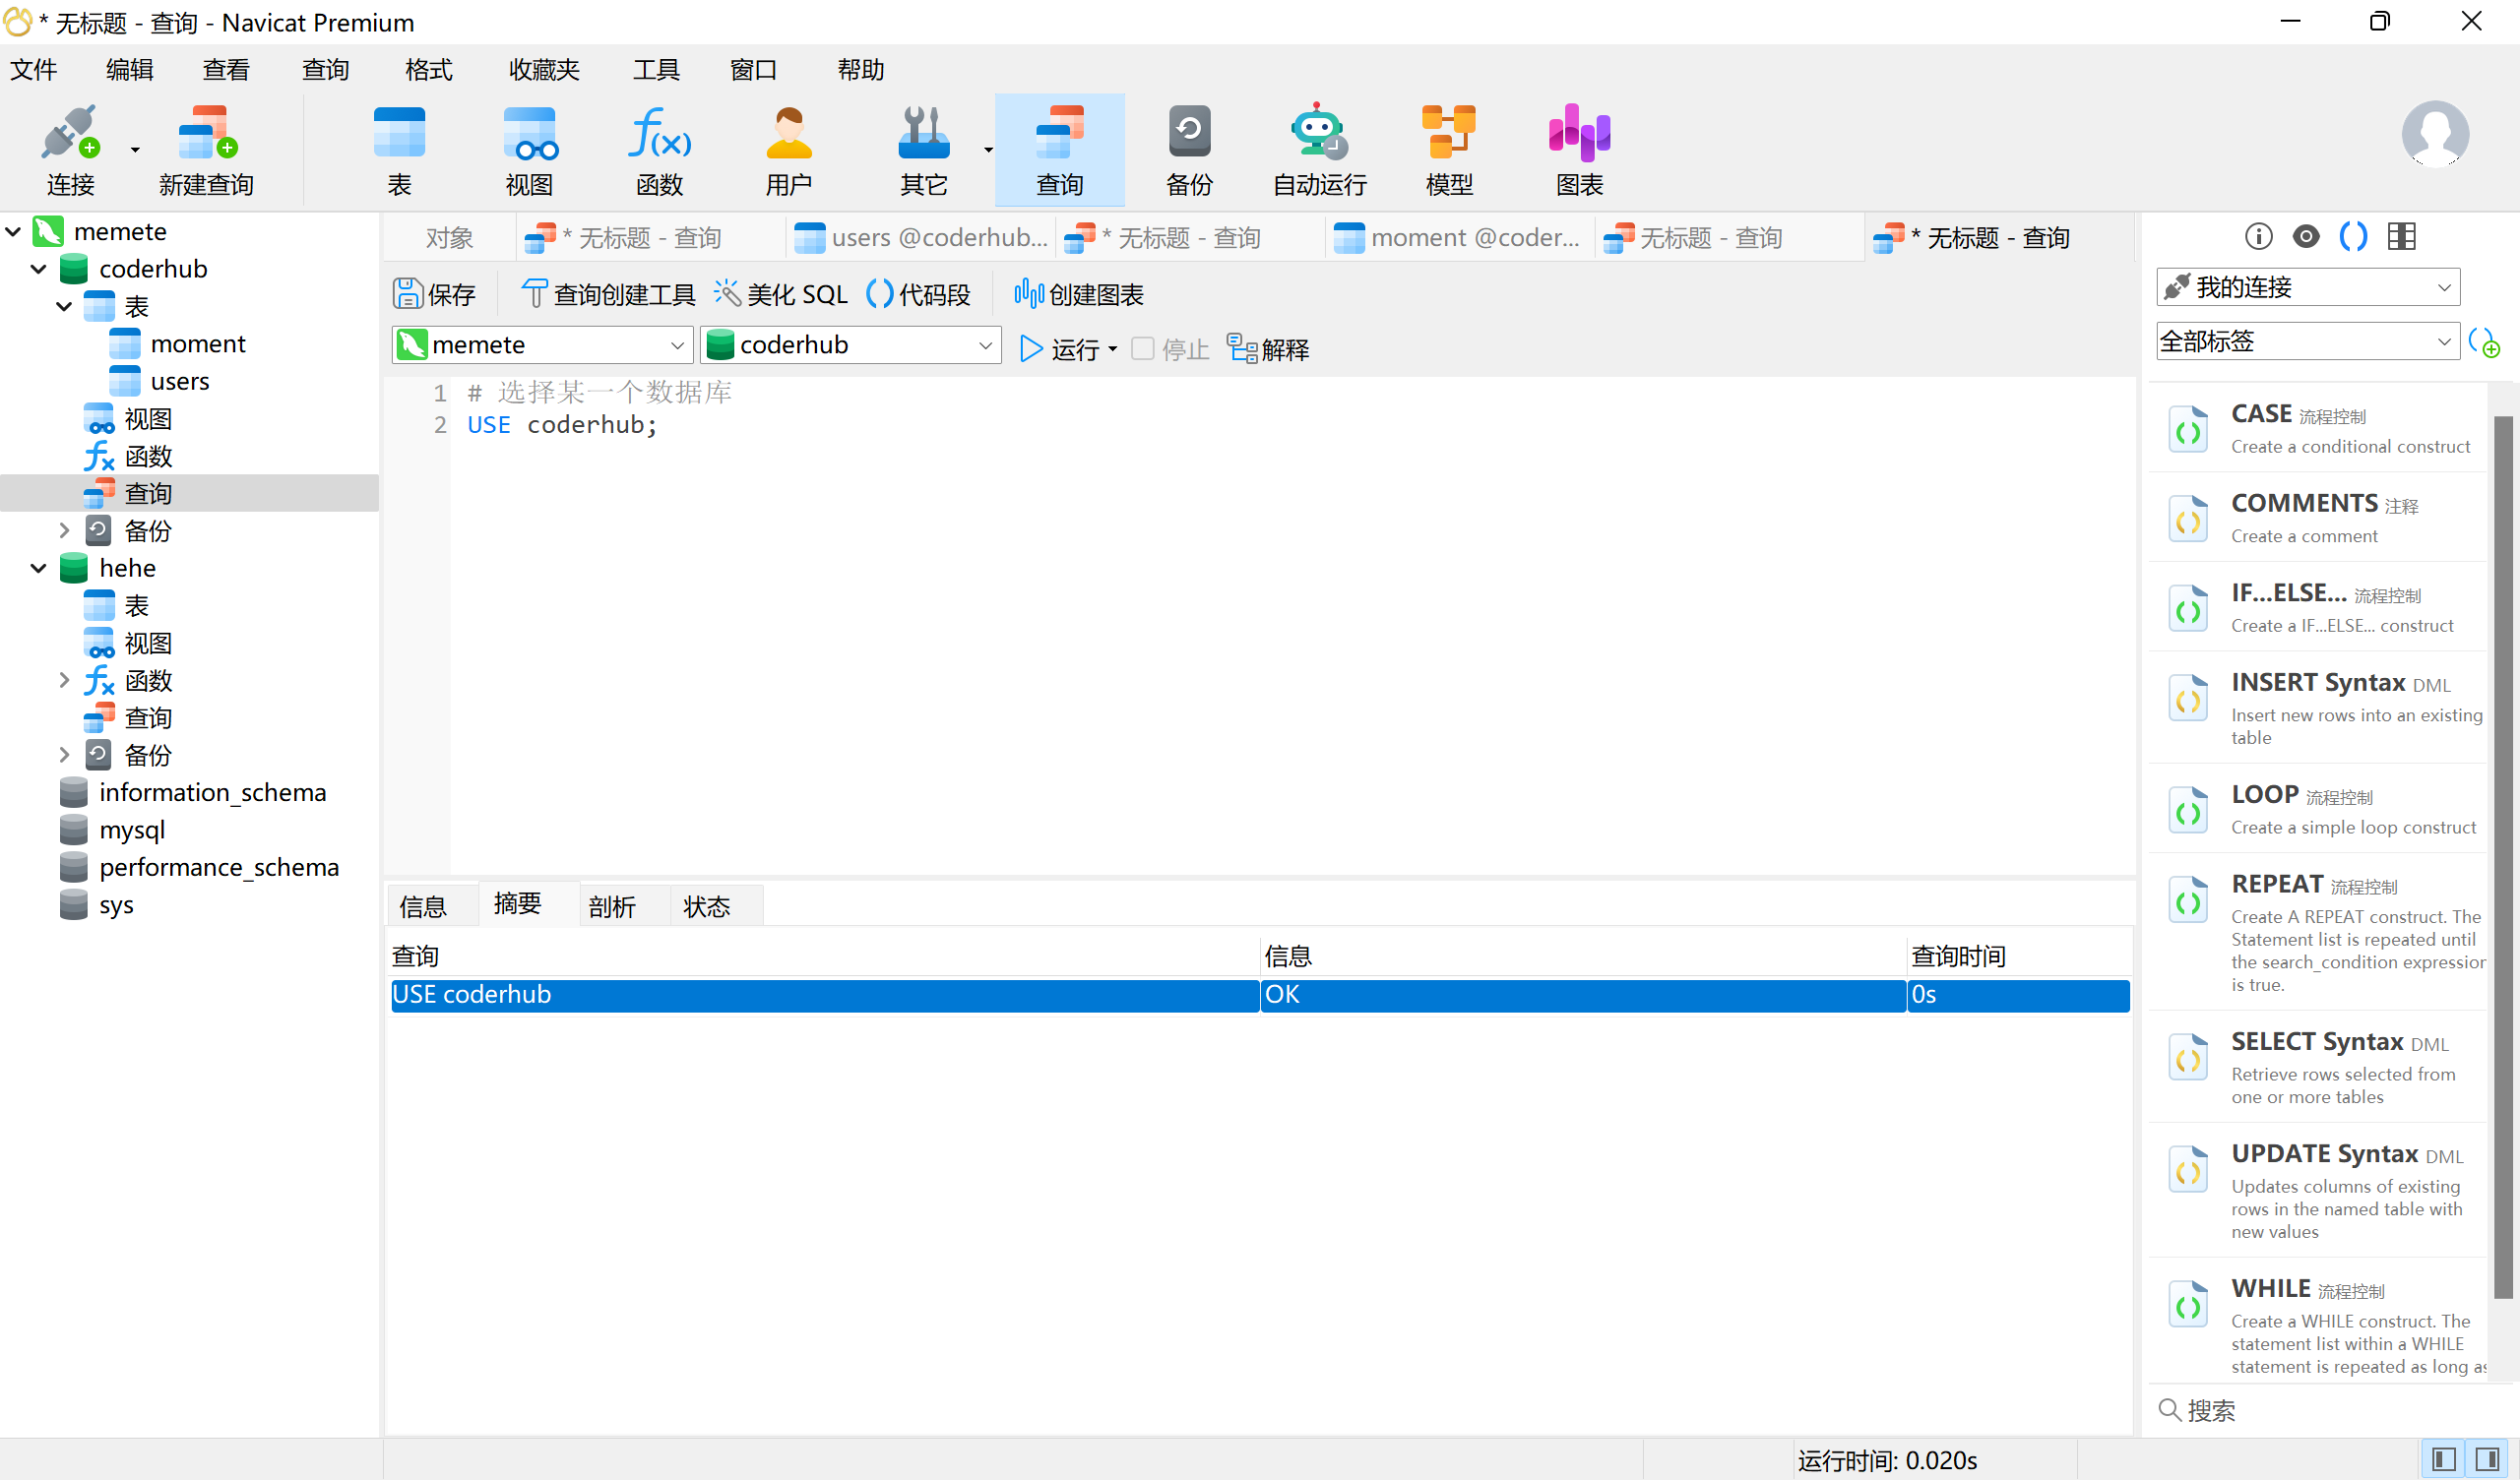 * 无标题 - 查询 - Navicat Premium
文件 编辑 查看 查询 格式 收藏夹 工具 窗口 帮助
连接 新建查询 表 视图 函数 用户 其它 查询 备份 自动运行 模型 图表
memete
coderhub
表
moment
users
视图
函数
查询
备份
hehe
表
视图
函数
查询
备份
information_schema
mysql
performance_schema
sys
对象 * 无标题 - 查询 users @coderhub... * 无标题 - 查询 moment @coder... 无标题 - 查询 * 无标题 - 查询
保存 查询创建工具 美化 SQL 代码段 创建图表
memete coderhub 运行 停止 解释
1 # 选择某一个数据库
2 USE coderhub;
信息 摘要 剖析 状态
查询 信息 查询时间
USE coderhub OK 0s
我的连接
全部标签
CASE 流程控制
Create a conditional construct
COMMENTS 注释
Create a comment
IF...ELSE... 流程控制
Create a IF...ELSE... construct
INSERT Syntax DML
Insert new rows into an existing
table
LOOP 流程控制
Create a simple loop construct
REPEAT 流程控制
Create A REPEAT construct. The
Statement list is repeated until
the search_condition expression
is true.
SELECT Syntax DML
Retrieve rows selected from
one or more tables
UPDATE Syntax DML
Updates columns of existing
rows in the named table with
new values
WHILE 流程控制
Create a WHILE construct. The
statement list within a WHILE
statement is repeated as long as
搜索
运行时间: 0.020s